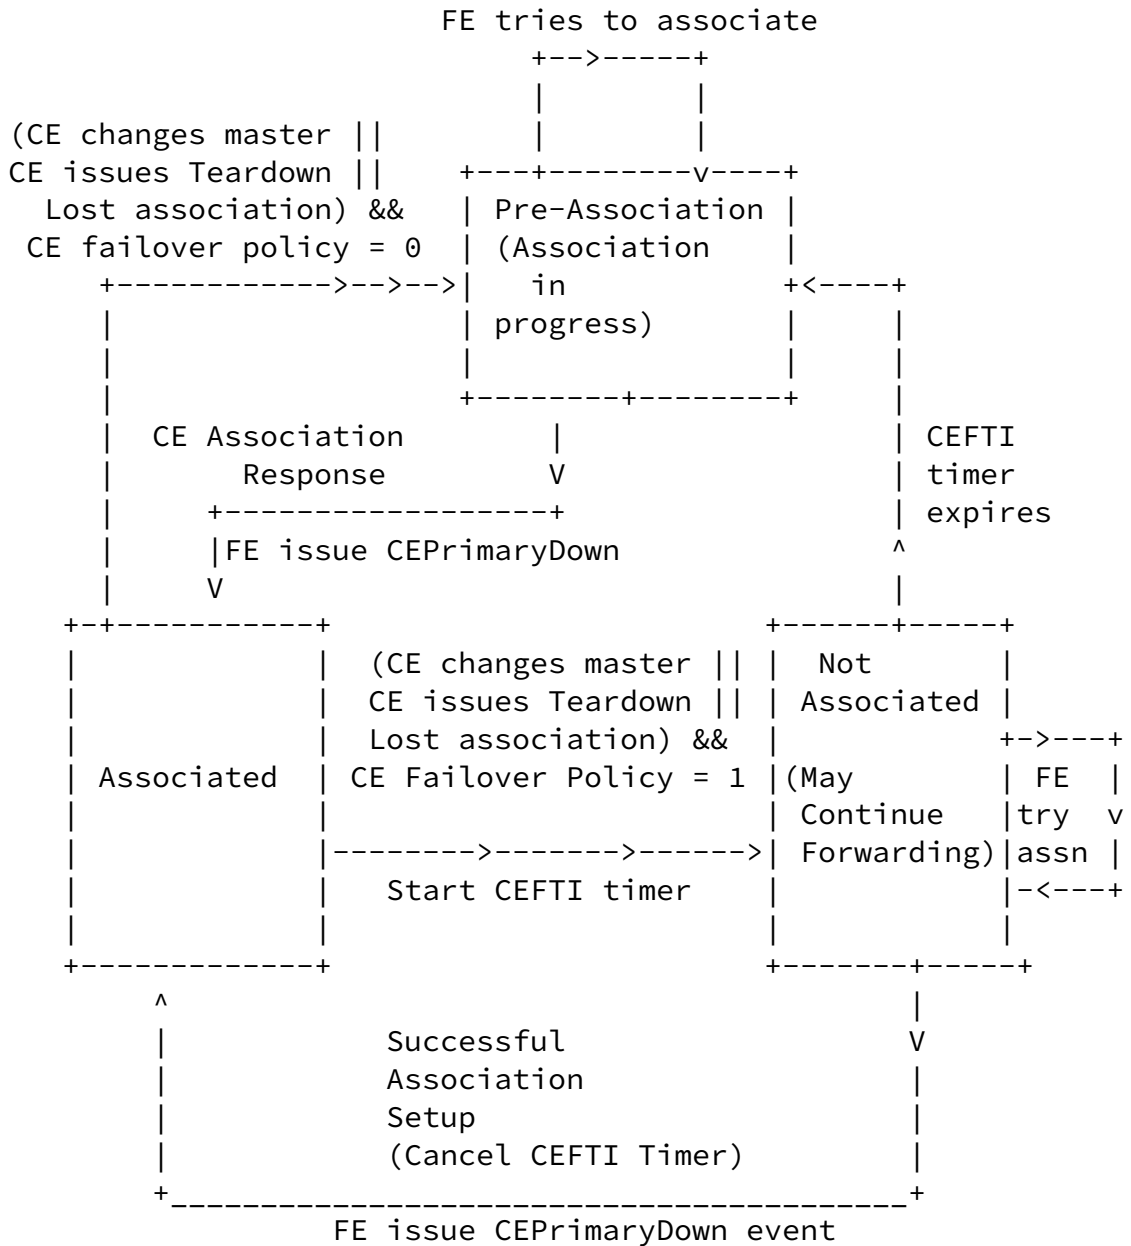 FE tries to associate
                            +-->-----+
                            |        |
(CE changes master ||       |        |
CE issues Teardown ||   +---+--------v----+
  Lost association) &&  | Pre-Association |
 CE failover policy = 0 | (Association    |
     +------------>-->->|   in            +<----+
     |                  | progress)       |     |
     |                  |                 |     |
     |                  +--------+--------+     |
     |  CE Association       |                  | CEFTI
     |       Response        V                  | timer
     |     +------------------+                 | expires
     |     |FE issue CEPrimaryDown              ^
     |     V                                    |
   +-+-----------+                       +------+-----+
   |             |  (CE changes master || |  Not       |
   |             |  CE issues Teardown || | Associated |
   |             |  Lost association) &&  |            +->---+
   | Associated  | CE Failover Policy = 1 |(May        | FE  |
   |             |                        | Continue   |try  v
   |             |-------->------->------>| Forwarding)|assn |
   |             |   Start CEFTI timer    |            |-<---+
   |             |                        |            |
   +-------------+                        +-------+-----+
        ^                                         |
        |            Successful                   V
        |            Association                  |
        |            Setup                        |
        |            (Cancel CEFTI Timer)         |
        +_________________________________________+
                  FE issue CEPrimaryDown event